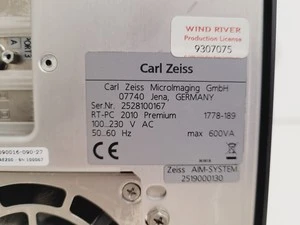 WIND RIVER
Production License
9307075
PORT3
Carl Zeiss
Carl Zeiss MicroImaging GmbH
07740 Jena, GERMANY
Ser.Nr. 2528100167
RT-PC 2010 Premium 1778-189
100...230 V AC
50...60 Hz max 600VA
Zeiss AIM-SYSTEM
2519000130